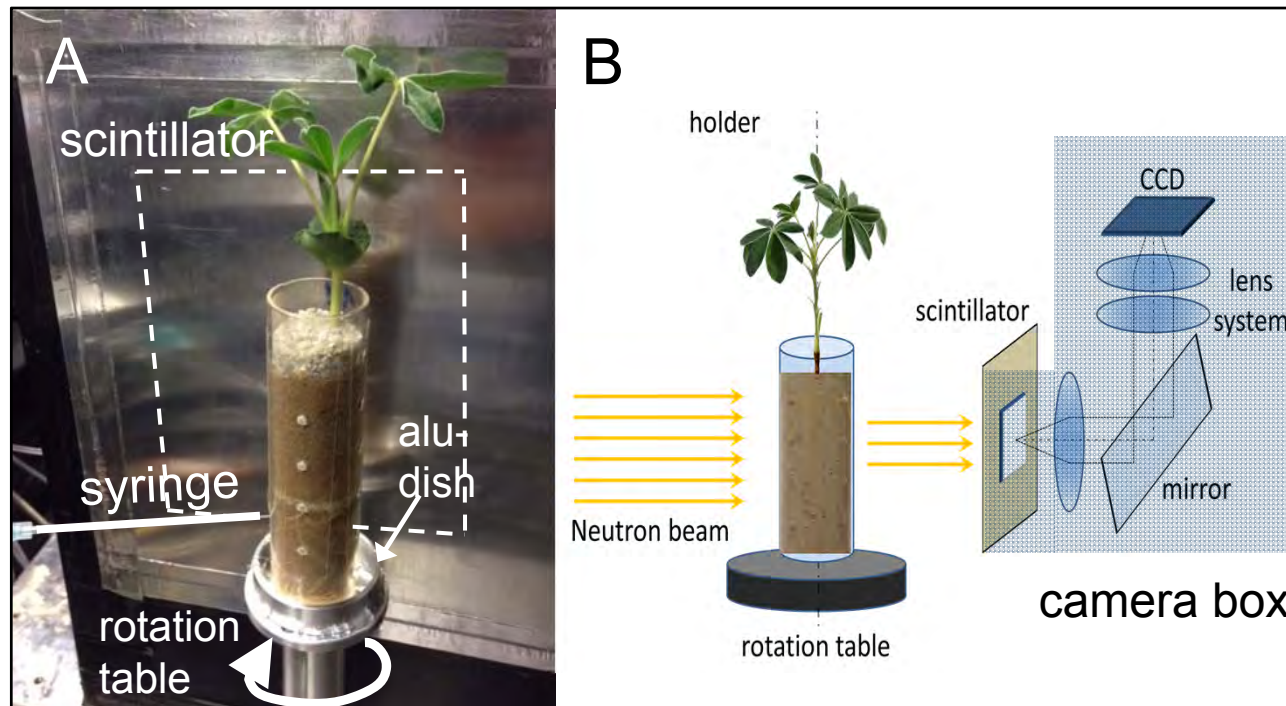 A
scintillator
alu-
dish
syringe
rotation
table
B
holder
CCD
lens
system
scintillator
mirror
Neutron beam
camera box
rotation table